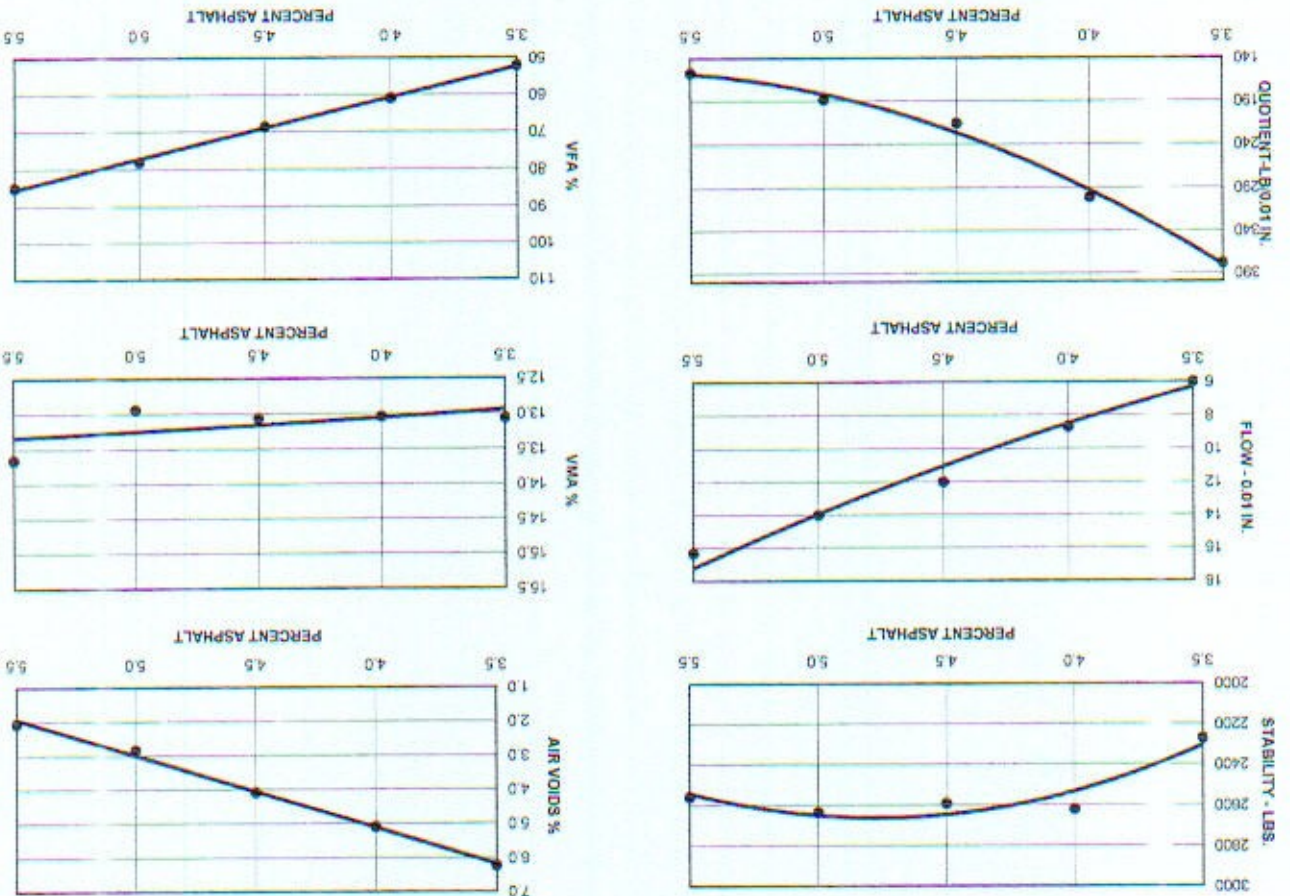 STABILITY - LBS.
3000
2800
2600
2400
2200
2000
3.5 4.0 4.5 5.0 5.5
PERCENT ASPHALT
AIR VOIDS %
7.0
6.0
5.0
4.0
3.0
2.0
1.0
3.5 4.0 4.5 5.0 5.5
PERCENT ASPHALT
FLOW - 0.01 IN.
18
16
14
12
10
8
6
3.5 4.0 4.5 5.0 5.5
PERCENT ASPHALT
VMA %
15.5
15.0
14.5
14.0
13.5
13.0
12.5
3.5 4.0 4.5 5.0 5.5
PERCENT ASPHALT
QUOTIENT-LB/0.01 IN.
390
340
290
240
190
140
3.5 4.0 4.5 5.0 5.5
PERCENT ASPHALT
VFA %
110
100
90
80
70
60
50
3.5 4.0 4.5 5.0 5.5
PERCENT ASPHALT